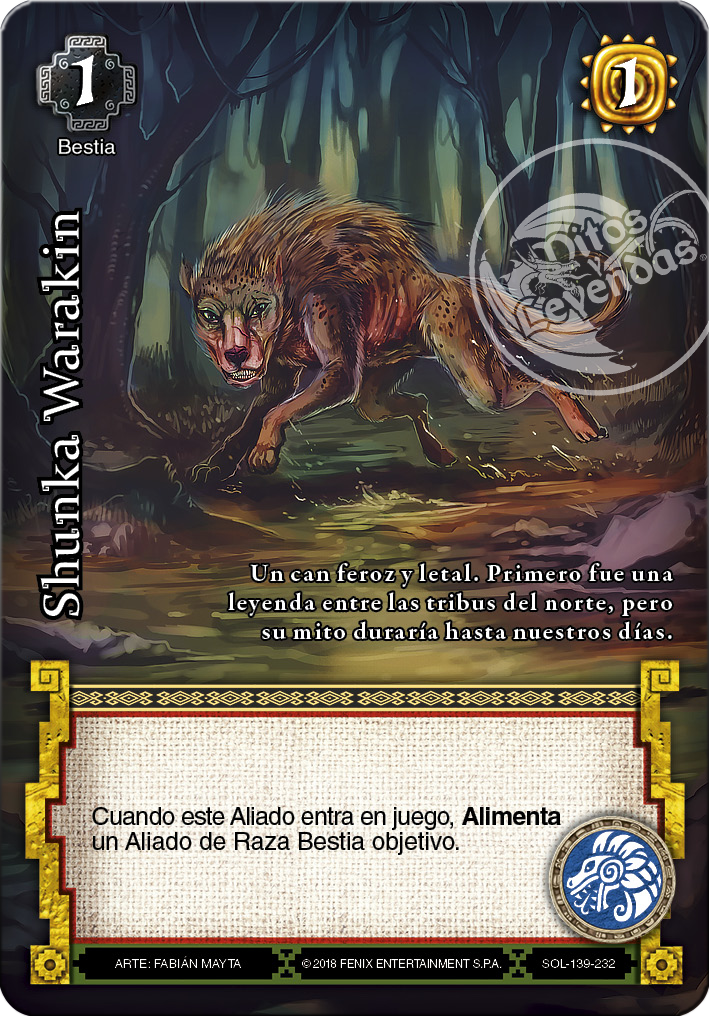 1
1
Bestia
Mitos
y
Leyendas
Shunka Warakin
Un can feroz y letal. Primero fue una
leyenda entre las tribus del norte, pero
su mito duraría hasta nuestros días.
Cuando este Aliado entra en juego, Alimenta
un Aliado de Raza Bestia objetivo.
ARTE: FABIÁN MAYTA
©2018 FENIX ENTERTAINMENT S.P.A.
SOL-139-232